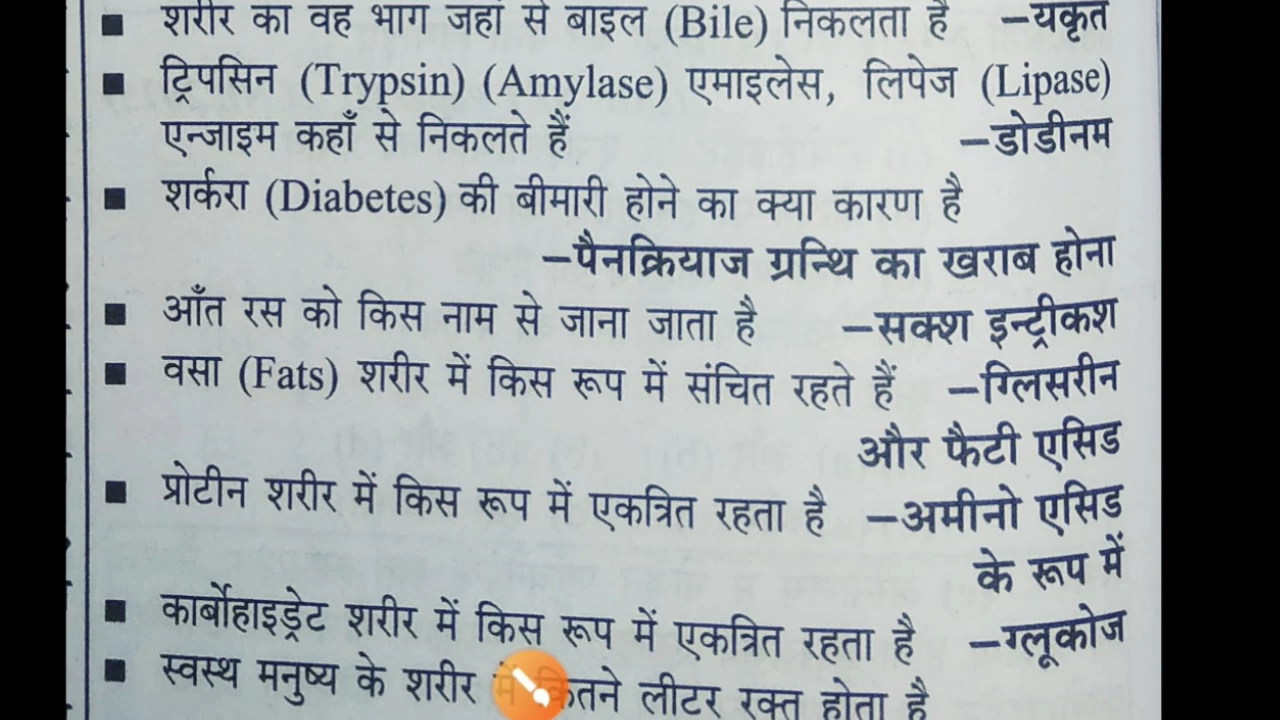 ■ शरीर का वह भाग जहाँ से बाइल (Bile) निकलता है –यकृत
■ ट्रिपसिन (Trypsin) (Amylase) एमाइलेस, लिपेज (Lipase)
एन्जाइम कहाँ से निकलते हैं –डोडीनम
■ शर्करा (Diabetes) की बीमारी होने का क्या कारण है
–पैनक्रियाज ग्रन्थि का खराब होना
■ आँत रस को किस नाम से जाना जाता है –सक्श इन्ट्रीकश
■ वसा (Fats) शरीर में किस रूप में संचित रहते हैं –ग्लिसरीन
और फैटी एसिड
■ प्रोटीन शरीर में किस रूप में एकत्रित रहता है –अमीनो एसिड
के रूप में
■ कार्बोहाइड्रेट शरीर में किस रूप में एकत्रित रहता है –ग्लूकोज
■ स्वस्थ मनुष्य के शरीर में कितने लीटर रक्त होता है